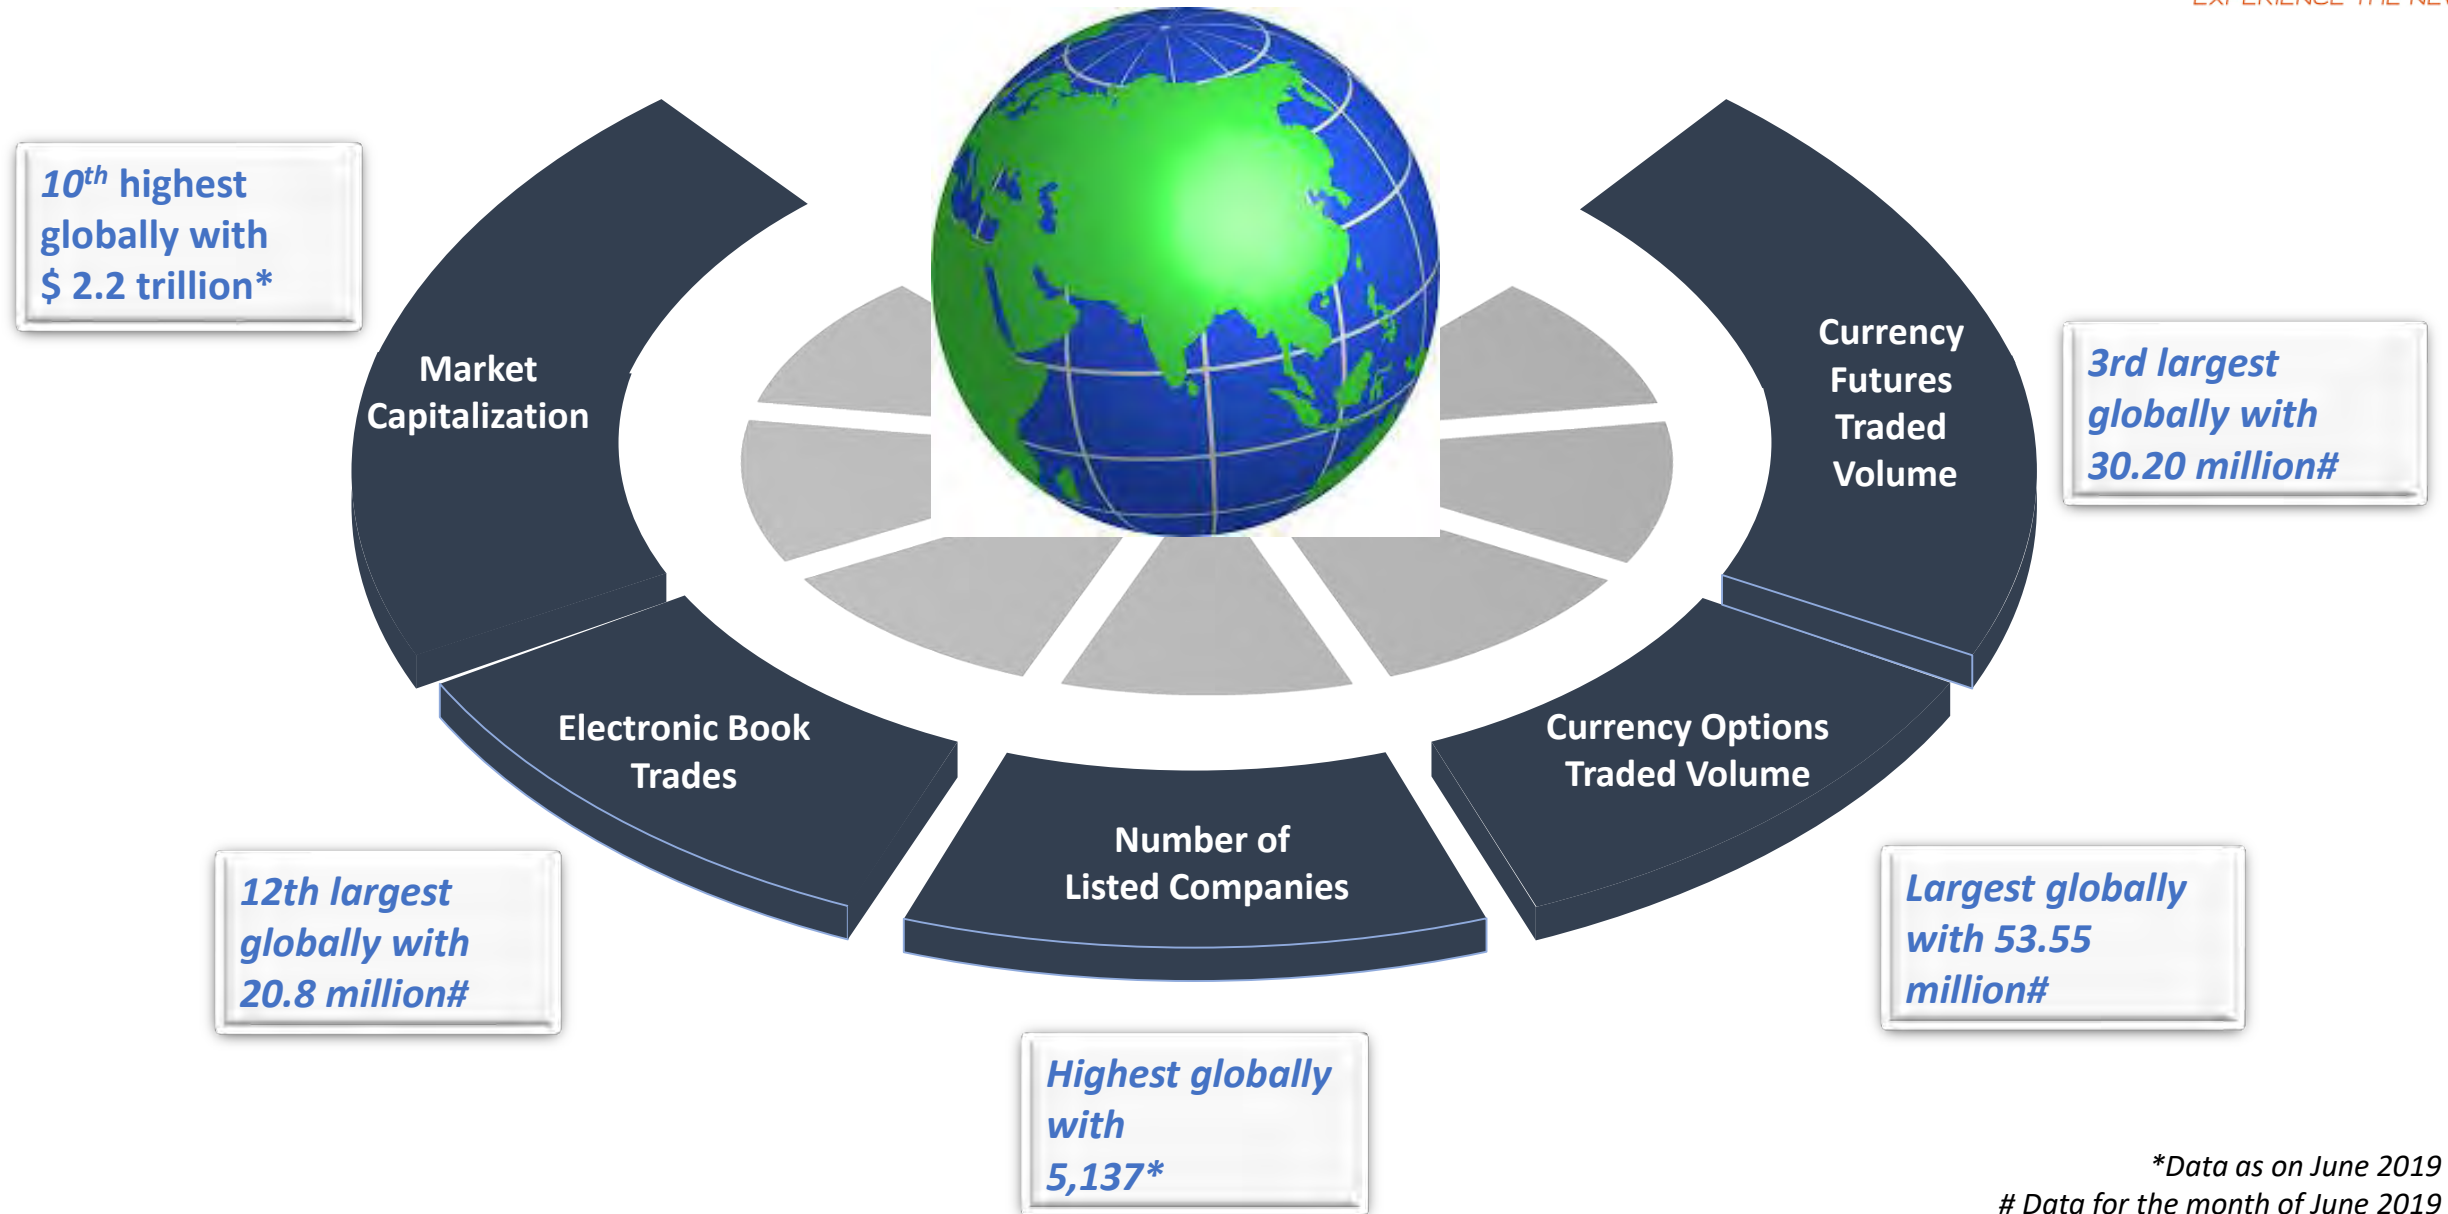 EXPERIENCE THE NEW
10th highest
globally with
$ 2.2 trillion*
Market
Capitalization
Currency
Futures
Traded
Volume
3rd largest
globally with
30.20 million#
Electronic Book
Trades
Currency Options
Traded Volume
Number of
Listed Companies
12th largest
globally with
20.8 million#
Largest globally
with 53.55
million#
Highest globally
with
5,137*
*Data as on June 2019
# Data for the month of June 2019